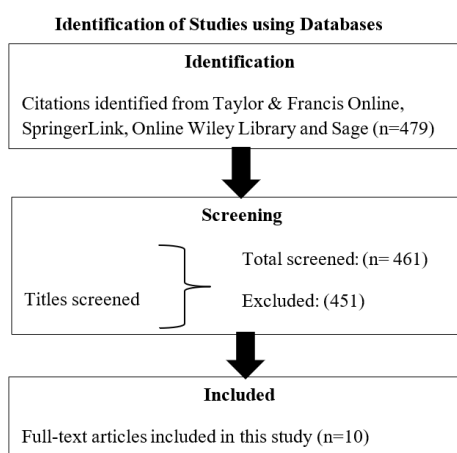 Identification of Studies using Databases
Identification
Citations identified from Taylor & Francis Online,
SpringerLink, Online Wiley Library and Sage (n=479)
Screening
Total screened: (n= 461)
Titles screened
Excluded: (451)
Included
Full-text articles included in this study (n=10)